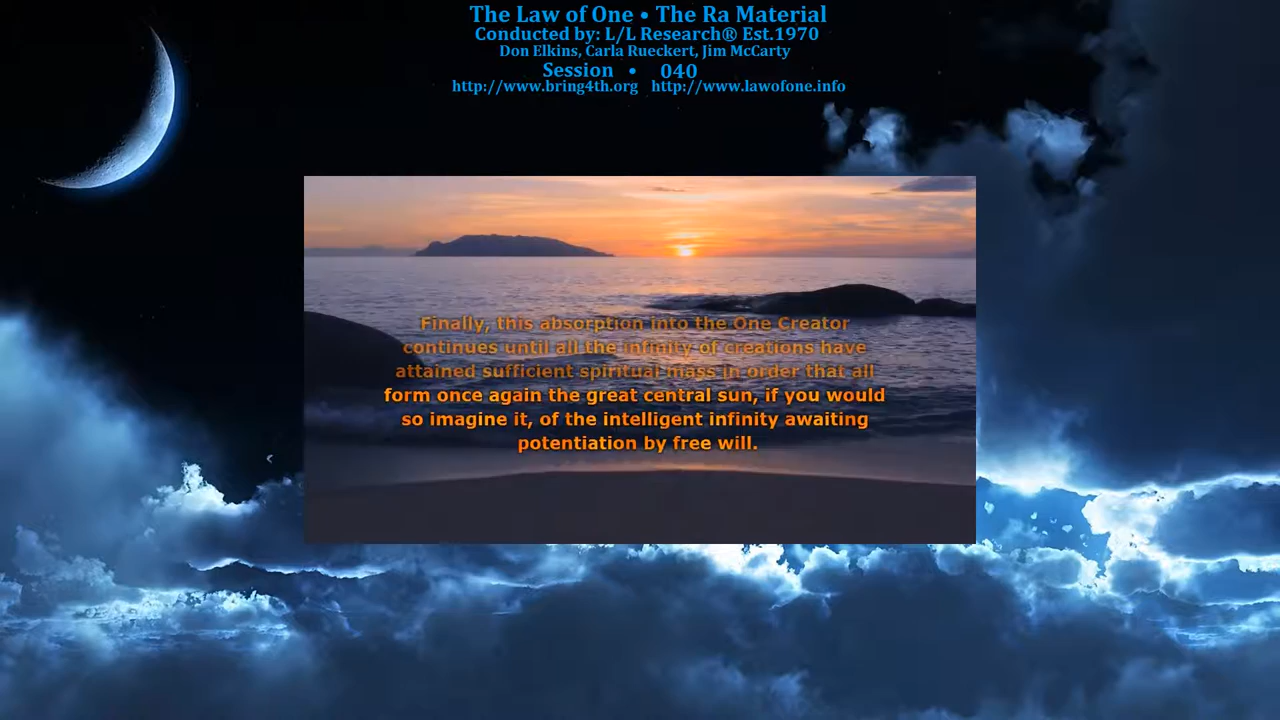 The Law of One • The Ra Material
Conducted by: L/L Research® Est.1970
Don Elkins, Carla Rueckert, Jim McCarty
Session • 040
http://www.bring4th.org http://www.lawofone.info
Finally, this absorption into the One Creator
continues until all the infinity of creations have
attained sufficient spiritual mass in order that all
form once again the great central sun, if you would
so imagine it, of the intelligent infinity awaiting
potentiation by free will.